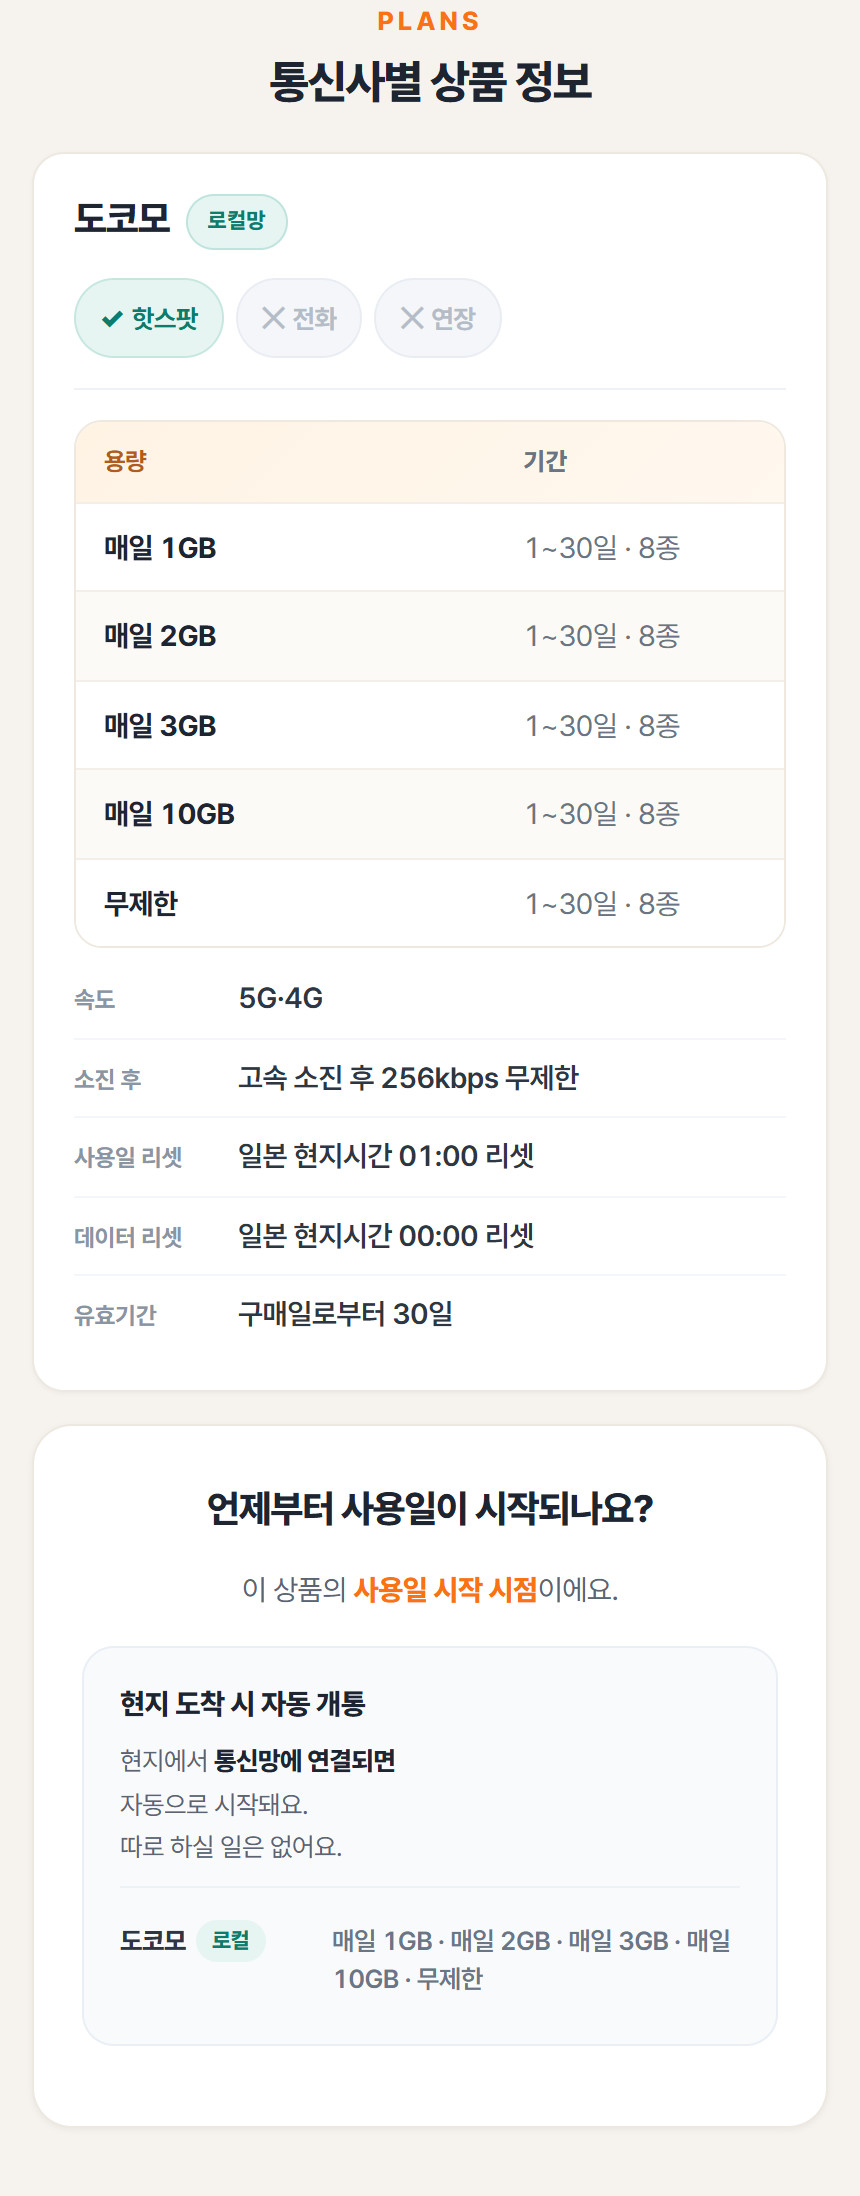 PLANS
통신사별 상품 정보
도코모 로컬망
✓ 핫스팟 ✕ 전화 ✕ 연장
용량 기간
매일 1GB 1~30일 · 8종
매일 2GB 1~30일 · 8종
매일 3GB 1~30일 · 8종
매일 10GB 1~30일 · 8종
무제한 1~30일 · 8종
속도 5G·4G
소진 후 고속 소진 후 256kbps 무제한
사용일 리셋 일본 현지시간 01:00 리셋
데이터 리셋 일본 현지시간 00:00 리셋
유효기간 구매일로부터 30일
언제부터 사용일이 시작되나요?
이 상품의 사용일 시작 시점이에요.
현지 도착 시 자동 개통
현지에서 통신망에 연결되면
자동으로 시작돼요.
따로 하실 일은 없어요.
도코모 로컬 매일 1GB · 매일 2GB · 매일 3GB · 매일
10GB · 무제한